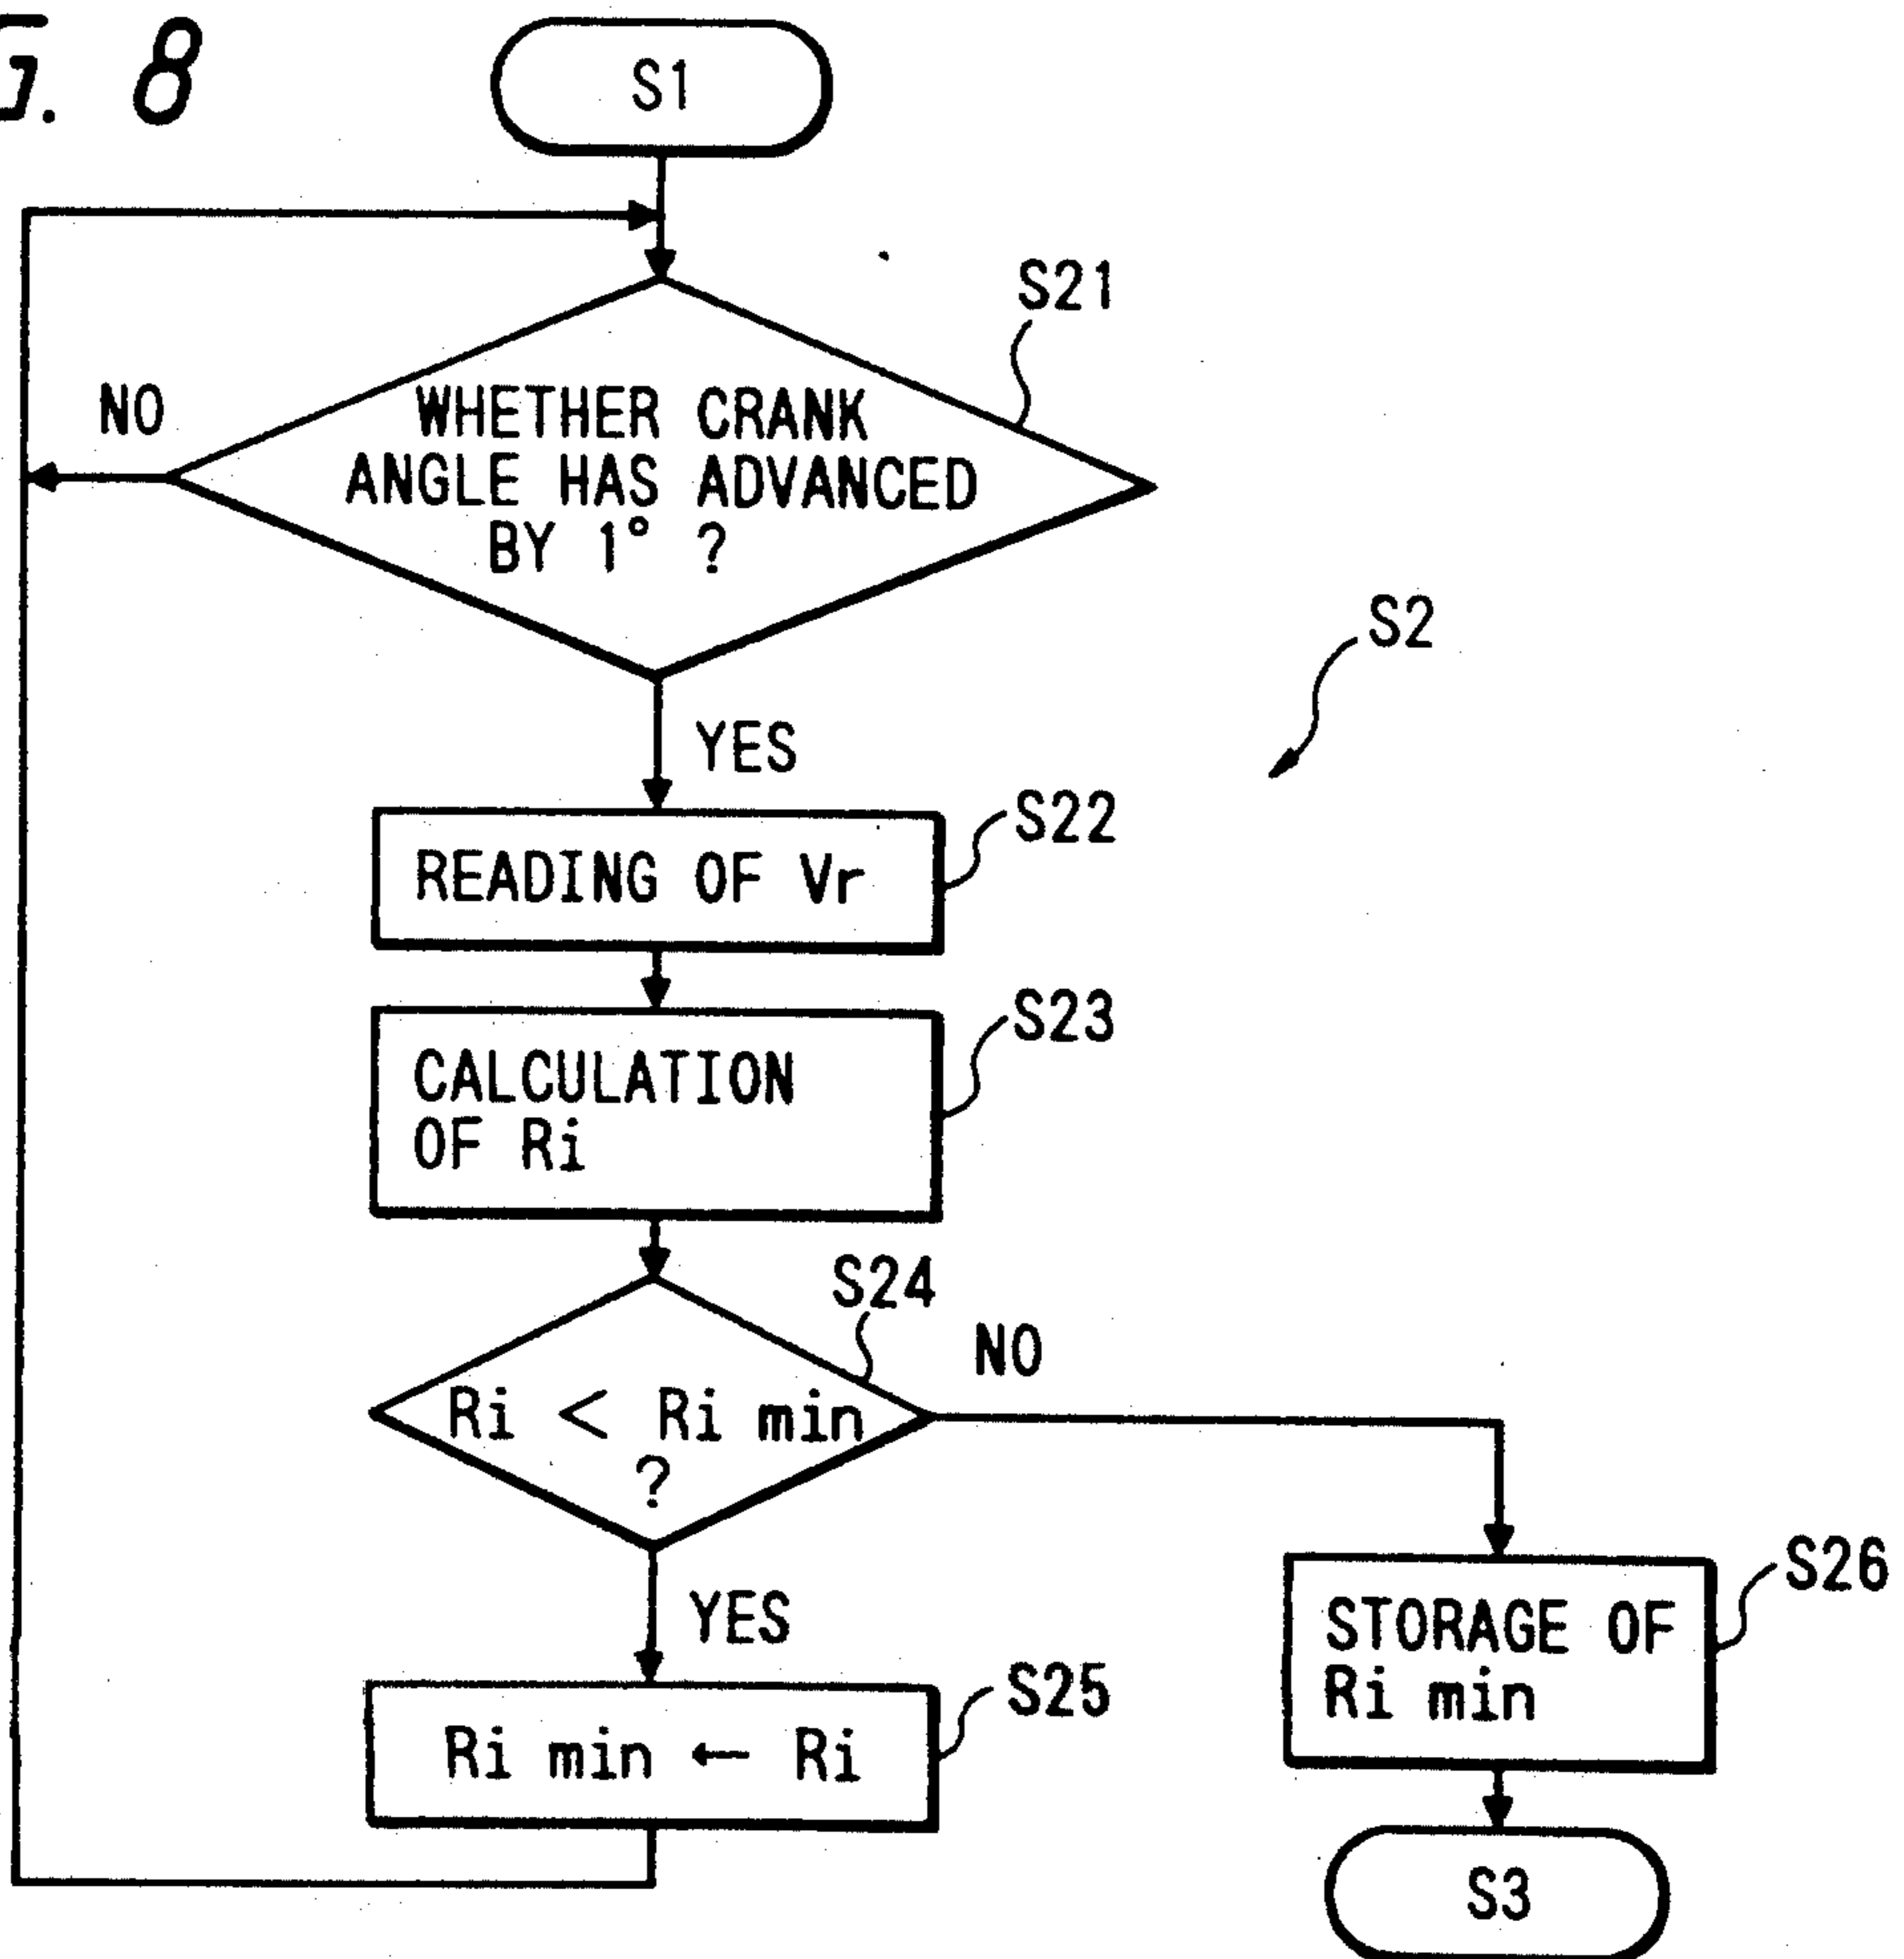 G. 8
S1
S21
NO
WHETHER CRANK
ANGLE HAS ADVANCED
BY 1° ?
S2
YES
S22
READING OF Vr
S23
CALCULATION
OF Ri
S24
NO
Ri < Ri min
?
YES
S26
STORAGE OF
Ri min
S25
Ri min ← Ri
S3